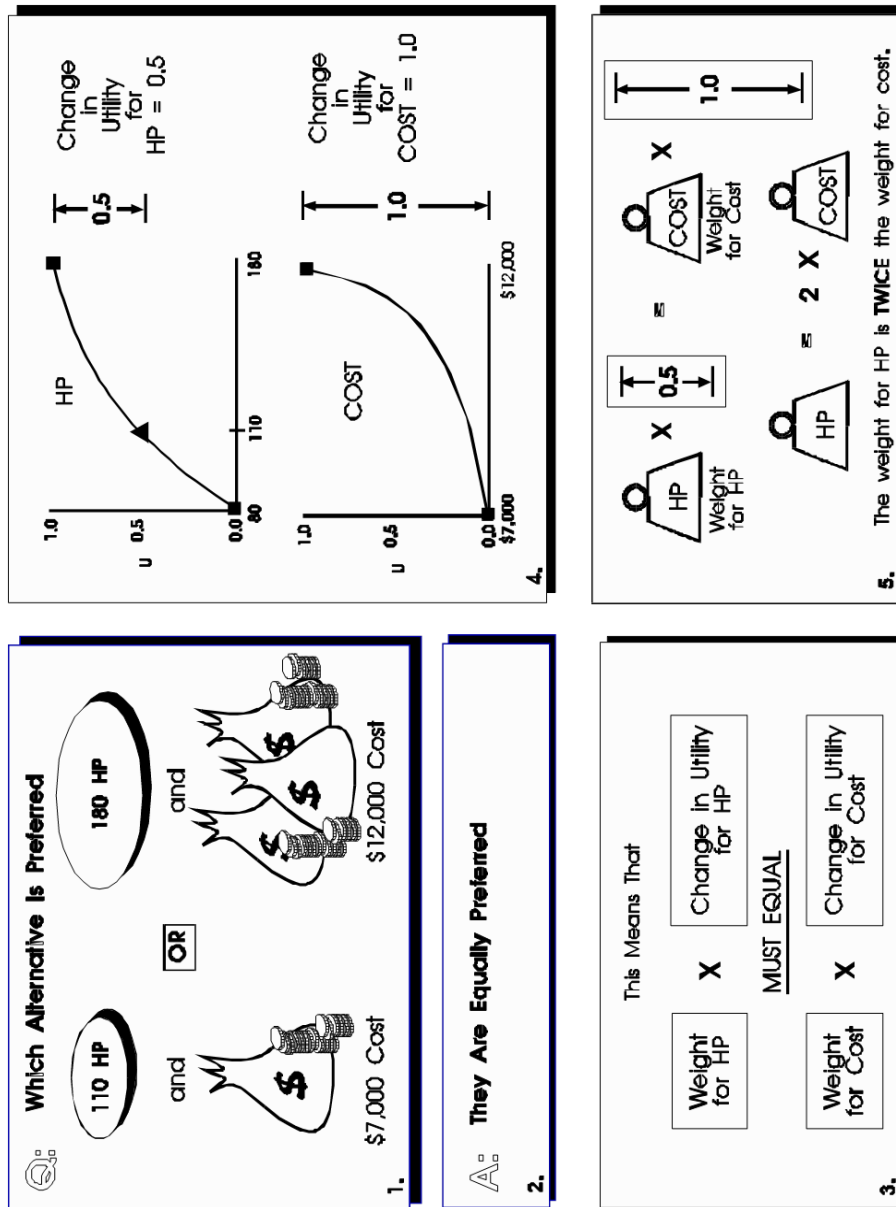 Q: Which Alternative Is Preferred
110 HP
180 HP
and
OR
and
$
$
$
$
$7,000 Cost
$12,000 Cost
1.
A: They Are Equally Preferred
2.
This Means That
Weight
for HP
X
Change in Utility
for HP
MUST EQUAL
Weight
for Cost
X
Change in Utility
for Cost
3.
1.0
0.5
0.0
U
HP
80
110
180
0.5
Change
in
Utility
for
HP = 0.5
1.0
0.5
0.0
U
COST
$7,000
$12,000
1.0
Change
in
Utility
for
COST = 1.0
4.
HP
X
0.5
=
COST
X
1.0
Weight
for HP
Weight
for Cost
HP
= 2 X
COST
5. The weight for HP is TWICE the weight for cost.